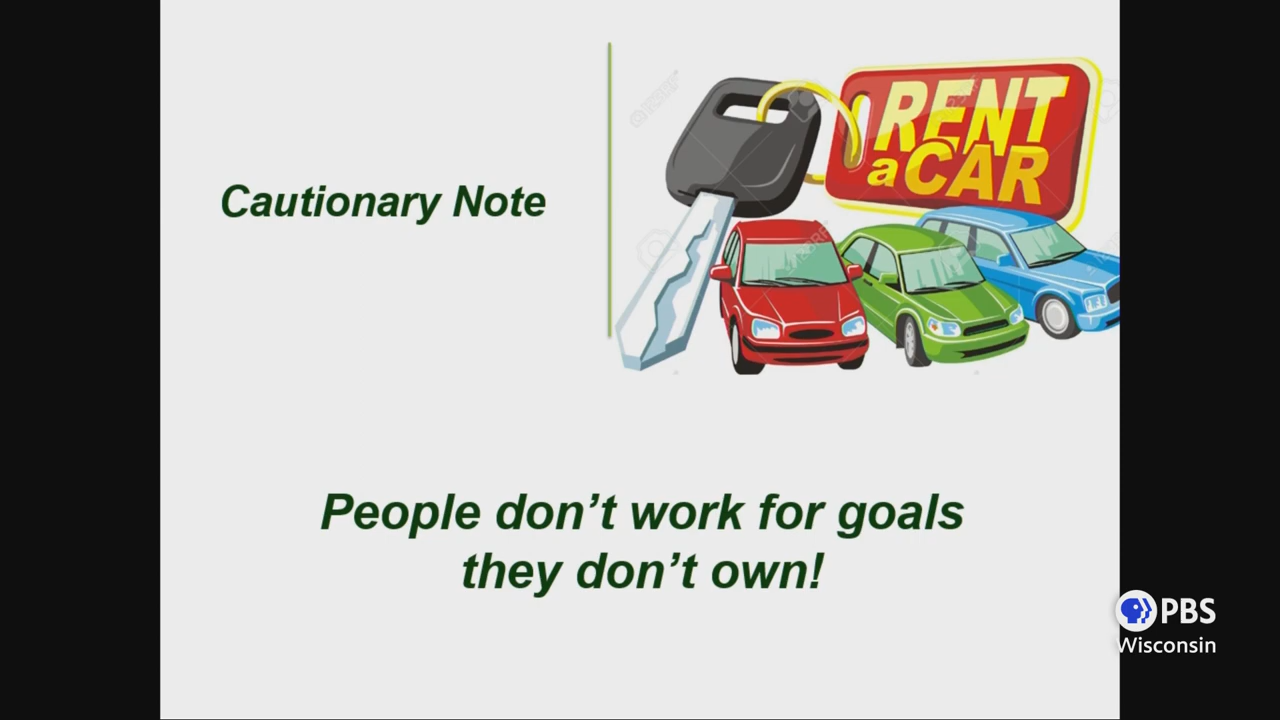 Cautionary Note
RENT
a CAR
People don't work for goals
they don't own!
PBS
Wisconsin